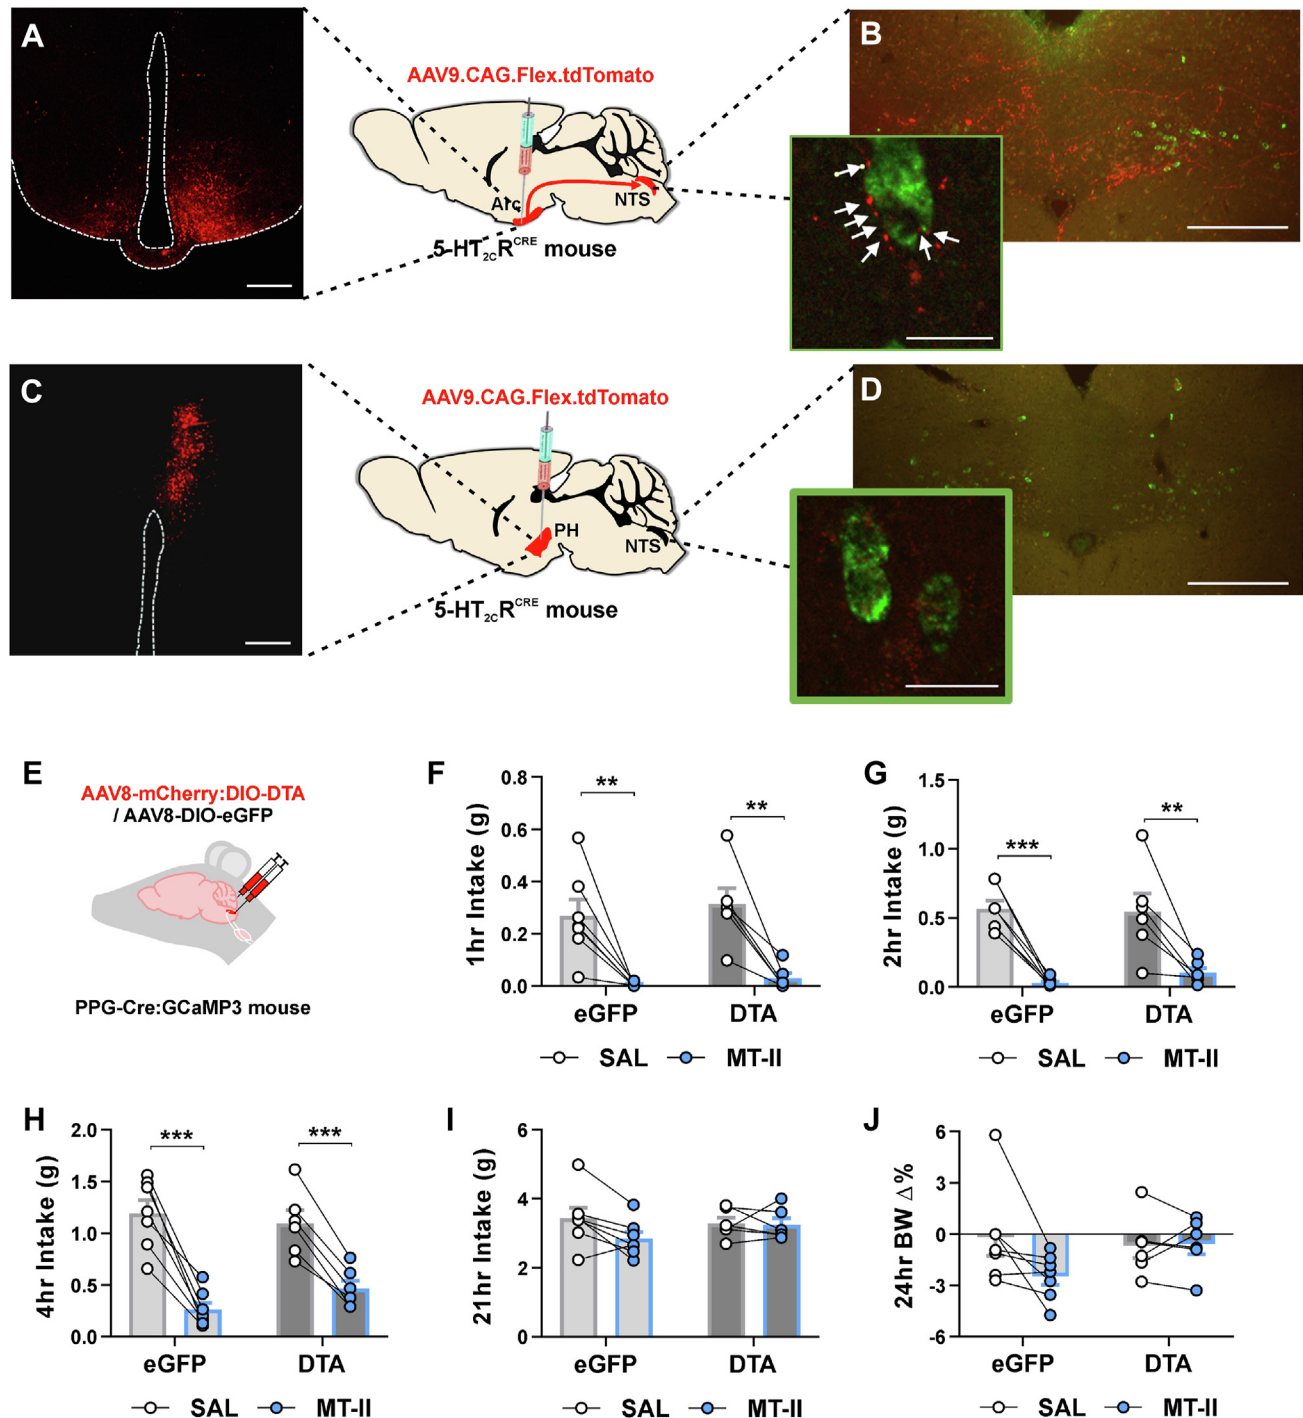 A
AAV9.CAG.Flex.tdTomato
Arc
NTS
5-HT2CR^CRE mouse
B
C
AAV9.CAG.Flex.tdTomato
PH
NTS
5-HT2CR^CRE mouse
D
E
AAV8-mCherry:DIO-DTA
/ AAV8-DIO-eGFP
PPG-Cre:GCaMP3 mouse
F
1hr Intake (g)
0.8
0.6
0.4
0.2
0.0
**
**
eGFP
DTA
SAL
MT-II
G
2hr Intake (g)
1.5
1.0
0.5
0.0
***
**
eGFP
DTA
SAL
MT-II
H
4hr Intake (g)
2.0
1.5
1.0
0.5
0.0
***
***
eGFP
DTA
SAL
MT-II
I
21hr Intake (g)
6
4
2
0
eGFP
DTA
SAL
MT-II
J
24hr BW Δ%
6
3
0
-3
-6
eGFP
DTA
SAL
MT-II